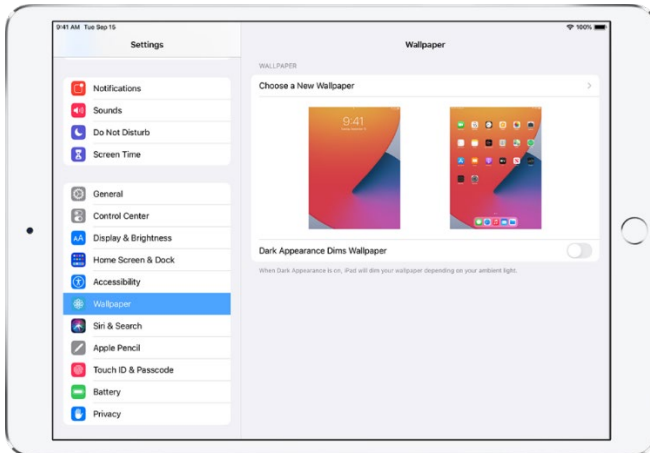 9:41 AM Tue Sep 15
100%
Settings
Notifications
Sounds
Do Not Disturb
Screen Time
General
Control Center
Display & Brightness
Home Screen & Dock
Accessibility
Wallpaper
Siri & Search
Apple Pencil
Touch ID & Passcode
Battery
Privacy
Wallpaper
WALLPAPER
Choose a New Wallpaper
9:41
Dark Appearance Dims Wallpaper
When Dark Appearance is on, iPad will dim your wallpaper depending on your ambient light.